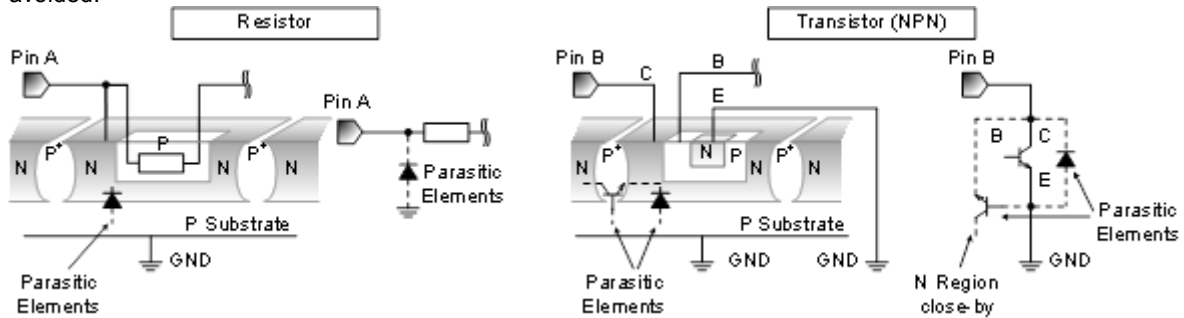 Resistor
Transistor (NPN)
Pin A
Pin B
C
B
E
Pin B
Pin A
N
P+
N
P
N
P+
N
Parasitic
Elements
N
P+
N
N
P
N
P+
N
B
C
E
P Substrate
GND
Parasitic
Elements
P Substrate
GND
GND
Parasitic
Elements
Parasitic
Elements
GND
N Region
close-by